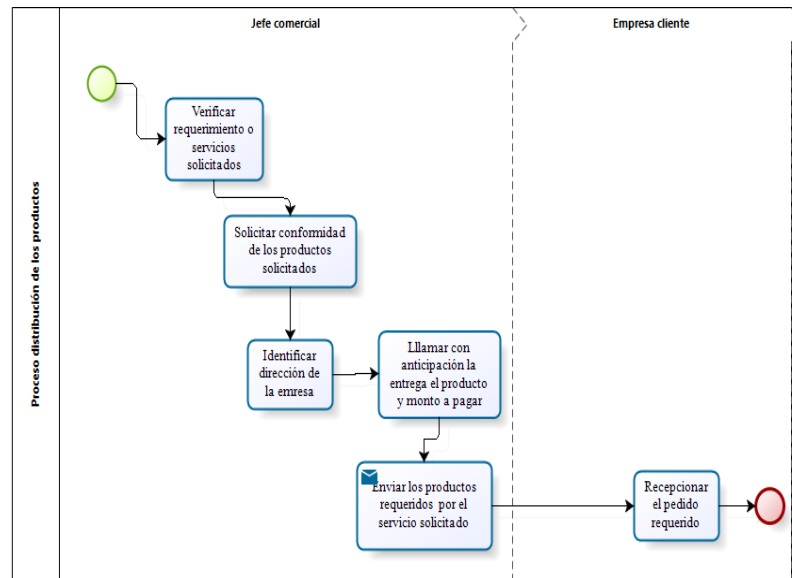 Jefe comercial
Empresa cliente
Proceso distribución de los productos
Verificar
requerimiento o
servicios
solicitados
Solicitar conformidad
de los productos
solicitados
Identificar
dirección de
la emresa
Lllamar con
anticipación la
entrega el producto
y monto a pagar
Enviar los productos
requeridos por el
servicio solicitado
Recepcionar
el pedido
requerido